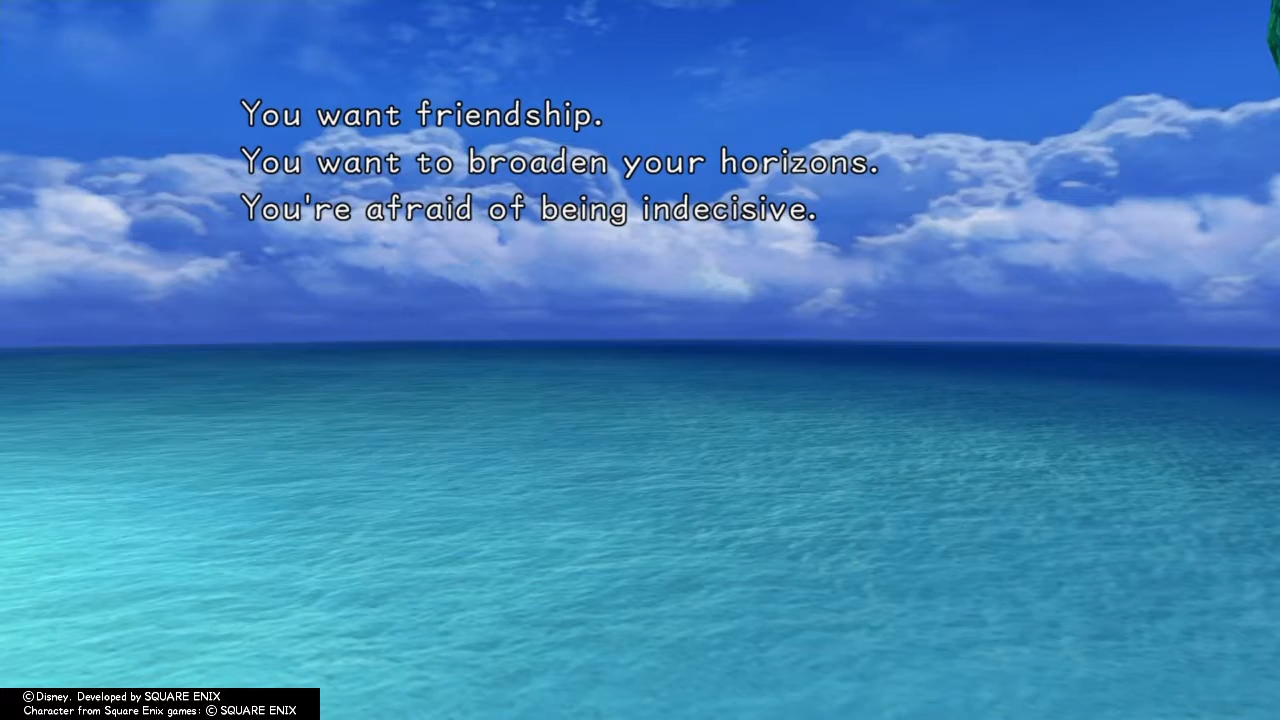 You want friendship.
You want to broaden your horizons.
You're afraid of being indecisive.
© Disney. Developed by SQUARE ENIX
Character from Square Enix games: © SQUARE ENIX